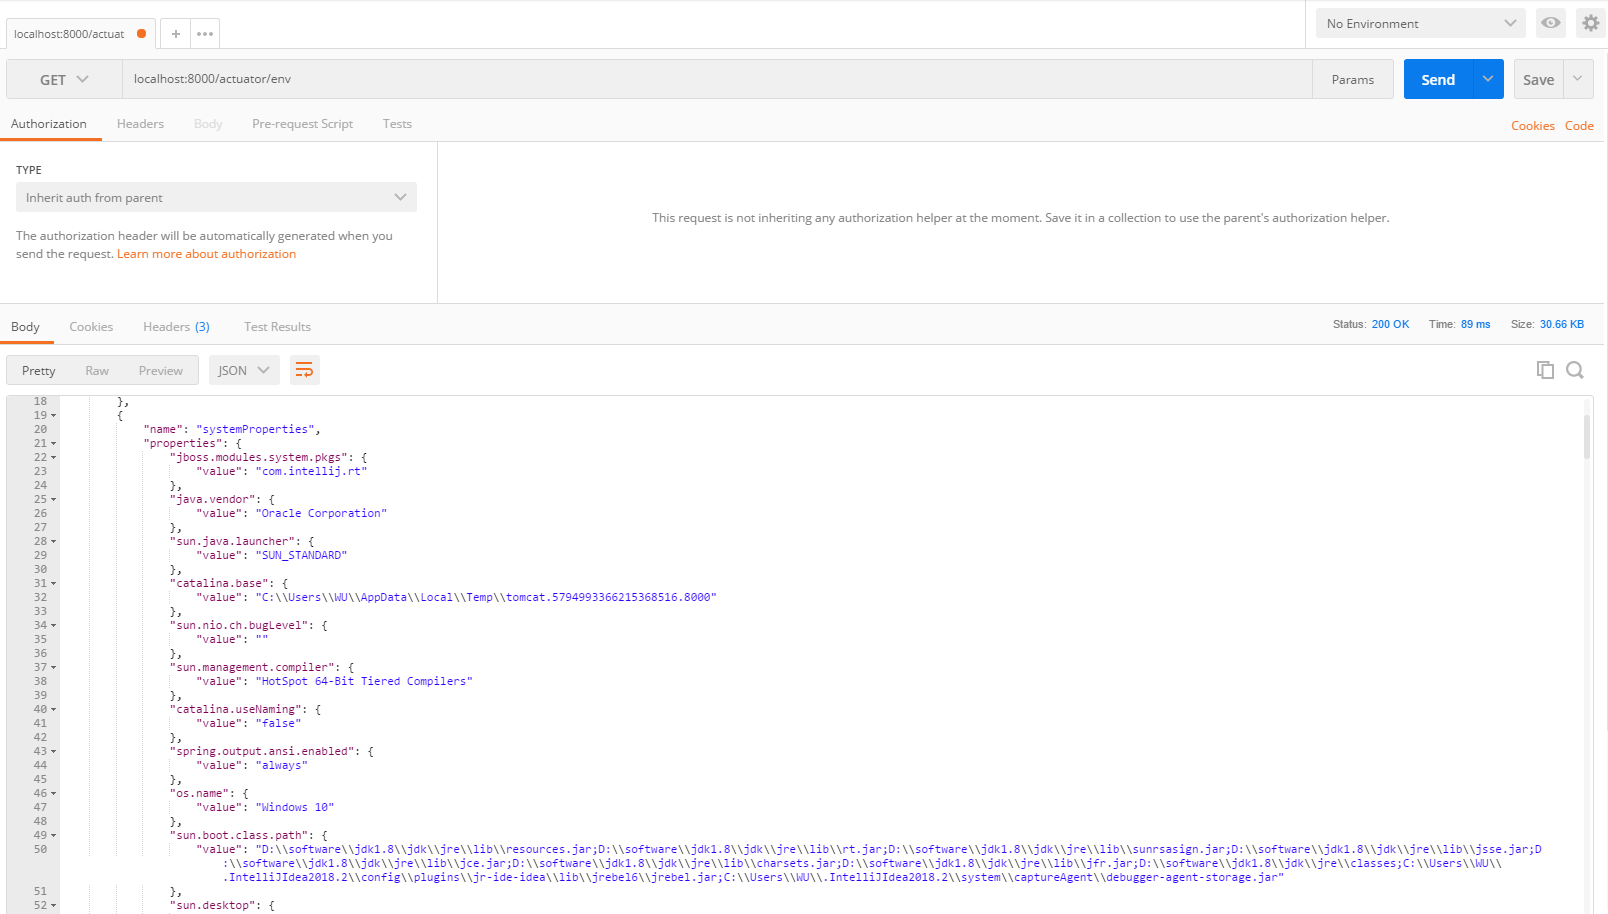 localhost:8000/actuat
+
No Environment
GET
localhost:8000/actuator/env
Params
Send
Save
Authorization Headers Body Pre-request Script Tests
Cookies Code
TYPE
Inherit auth from parent
The authorization header will be automatically generated when you
send the request. Learn more about authorization
This request is not inheriting any authorization helper at the moment. Save it in a collection to use the parent's authorization helper.
Body Cookies Headers (3) Test Results
Status: 200 OK Time: 89 ms Size: 30.66 KB
Pretty Raw Preview JSON
18 },
19 {
20 "name": "systemProperties",
21 "properties": {
22 "jboss.modules.system.pkgs": {
23 "value": "com.intellij.rt"
24 },
25 "java.vendor": {
26 "value": "Oracle Corporation"
27 },
28 "sun.java.launcher": {
29 "value": "SUN_STANDARD"
30 },
31 "catalina.base": {
32 "value": "C:\\Users\\WU\\AppData\\Local\\Temp\\tomcat.5794993366215368516.8000"
33 },
34 "sun.nio.ch.bugLevel": {
35 "value": ""
36 },
37 "sun.management.compiler": {
38 "value": "HotSpot 64-Bit Tiered Compilers"
39 },
40 "catalina.useNaming": {
41 "value": "false"
42 },
43 "spring.output.ansi.enabled": {
44 "value": "always"
45 },
46 "os.name": {
47 "value": "Windows 10"
48 },
49 "sun.boot.class.path": {
50 "value": "D:\\software\\jdk1.8\\jdk\\jre\\lib\\resources.jar;D:\\software\\jdk1.8\\jdk\\jre\\lib\\rt.jar;D:\\software\\jdk1.8\\jdk\\jre\\lib\\sunrsasign.jar;D:\\software\\jdk1.8\\jdk\\jre\\lib\\jsse.jar;D
:\\software\\jdk1.8\\jdk\\jre\\lib\\jce.jar;D:\\software\\jdk1.8\\jdk\\jre\\lib\\charsets.jar;D:\\software\\jdk1.8\\jdk\\jre\\lib\\jfr.jar;D:\\software\\jdk1.8\\jdk\\jre\\classes;C:\\Users\\WU\\
.IntelliJIdea2018.2\\config\\plugins\\jr-ide-idea\\lib\\jrebel6\\jrebel.jar;C:\\Users\\WU\\.IntelliJIdea2018.2\\system\\captureAgent\\debugger-agent-storage.jar"
51 },
52 "sun.desktop": {